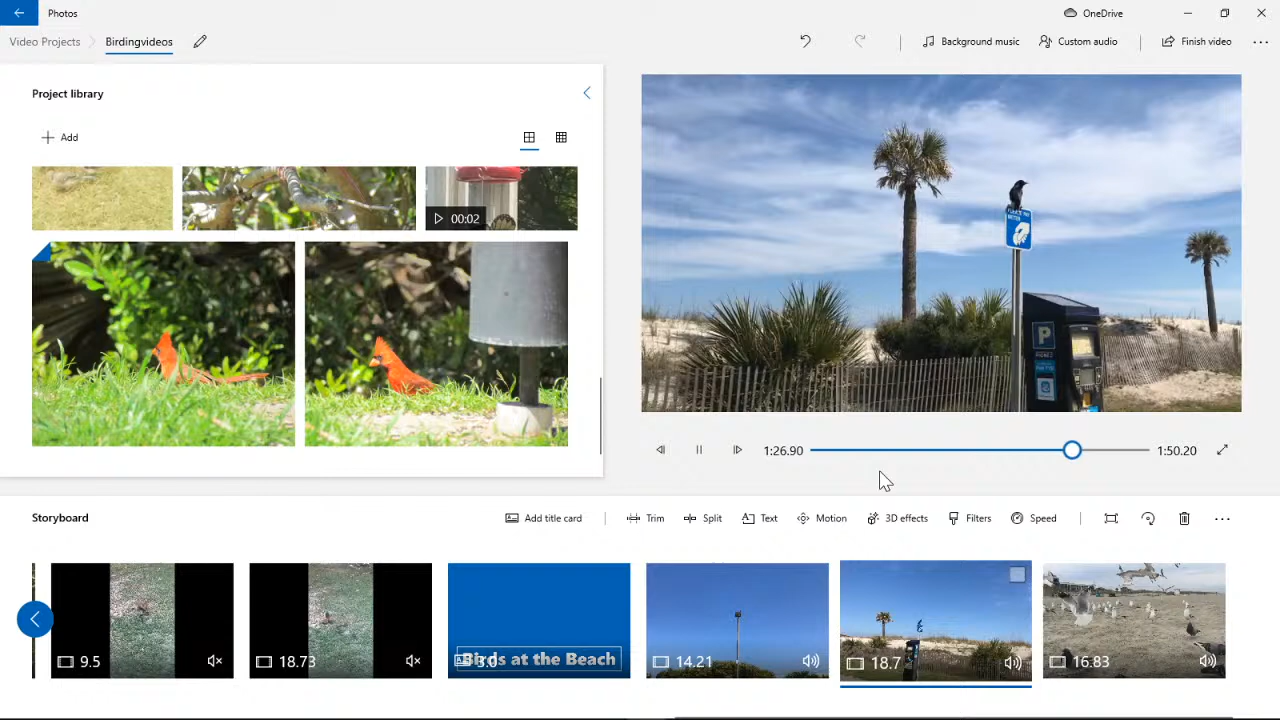 Photos
OneDrive
Video Projects
Birdingvideos
Background music
Custom audio
Finish video
Project library
Add
00:02
P
1:26.90
1:50.20
Storyboard
Add title card
Trim
Split
Text
Motion
3D effects
Filters
Speed
9.5
18.73
Birds at the Beach
3.0
14.21
18.7
16.83